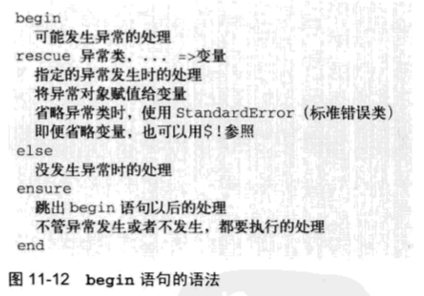 begin
可能发生异常的处理
rescue 异常类, ... =>变量
指定的异常发生时的处理
将异常对象赋值给变量
省略异常类时，使用 StandardError（标准错误类）
即便省略变量，也可以用$!参照
else
没发生异常时的处理
ensure
跳出 begin 语句以后的处理
不管异常发生或者不发生，都要执行的处理
end
图 11-12 begin 语句的语法